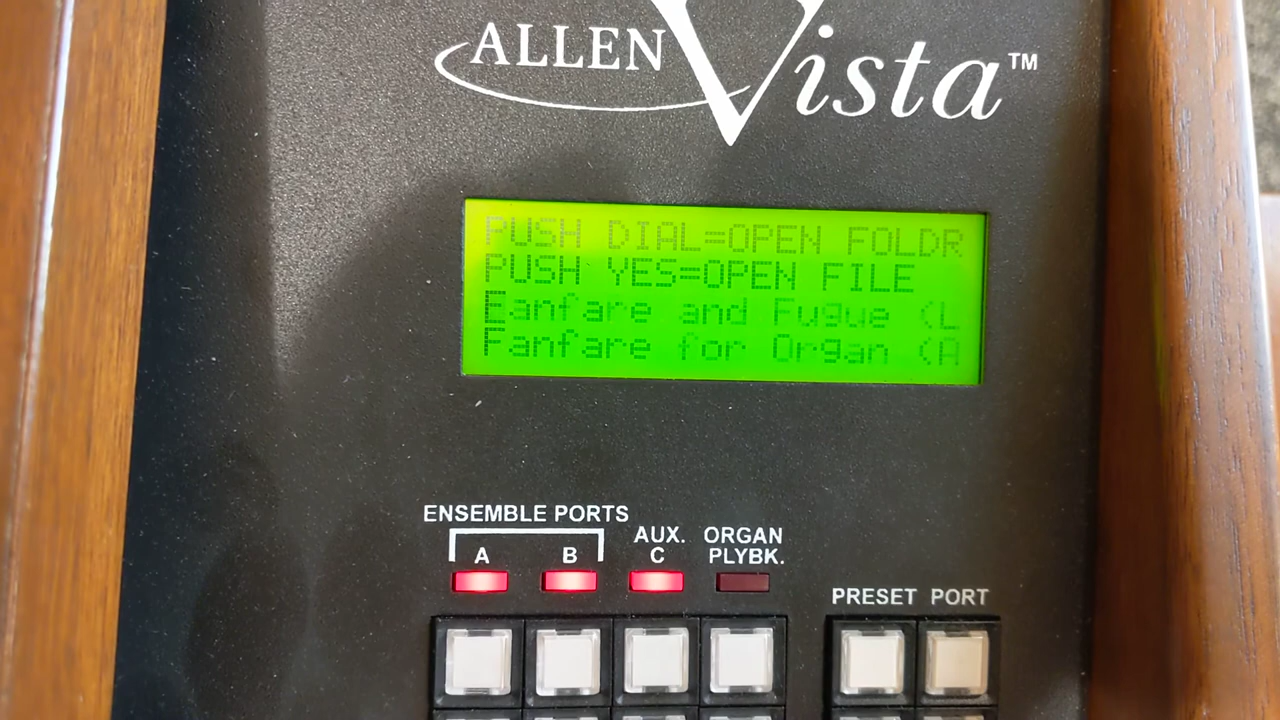 ALLEN Vista™
PUSH DIAL=OPEN FOLDR
PUSH YES=OPEN FILE
Fanfare and Fugue (L
Fanfare for Organ (A
ENSEMBLE PORTS
A B
AUX. C
ORGAN PLYBK.
PRESET PORT